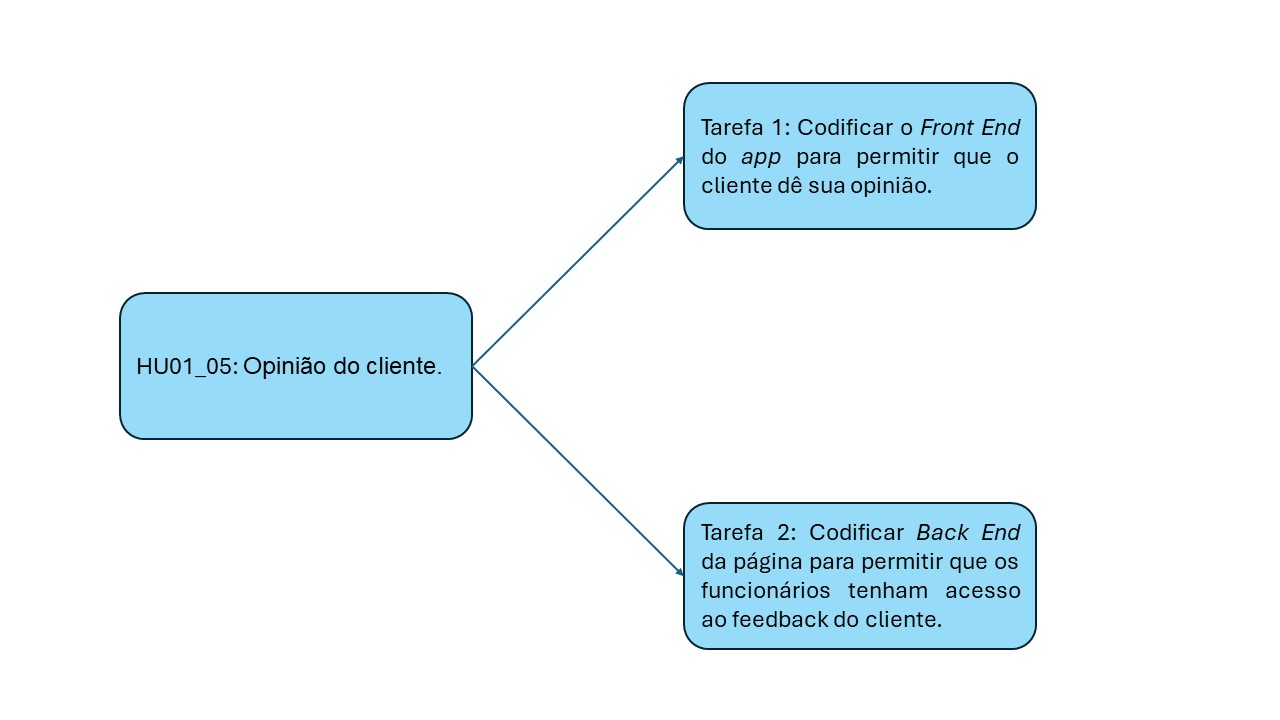 Tarefa 1: Codificar o Front End
do app para permitir que o
cliente dê sua opinião.
HU01_05: Opinião do cliente.
Tarefa 2: Codificar Back End
da página para permitir que os
funcionários tenham acesso
ao feedback do cliente.